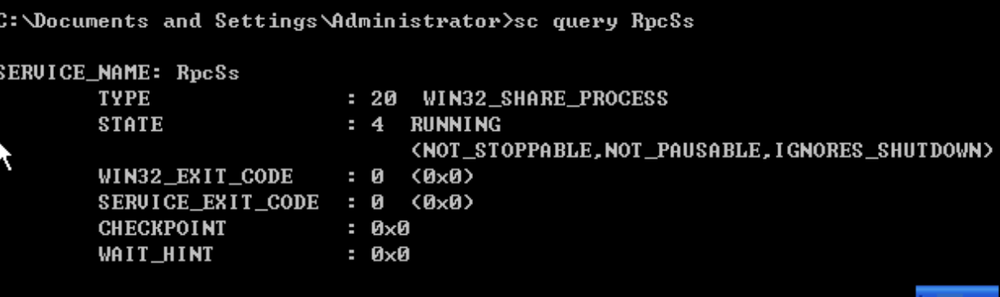 C:\Documents and Settings\Administrator>sc query RpcSs
SERVICE_NAME: RpcSs
TYPE : 20 WIN32_SHARE_PROCESS
STATE : 4 RUNNING
(NOT_STOPPABLE,NOT_PAUSABLE,IGNORES_SHUTDOWN)
WIN32_EXIT_CODE : 0 (0x0)
SERVICE_EXIT_CODE : 0 (0x0)
CHECKPOINT : 0x0
WAIT_HINT : 0x0